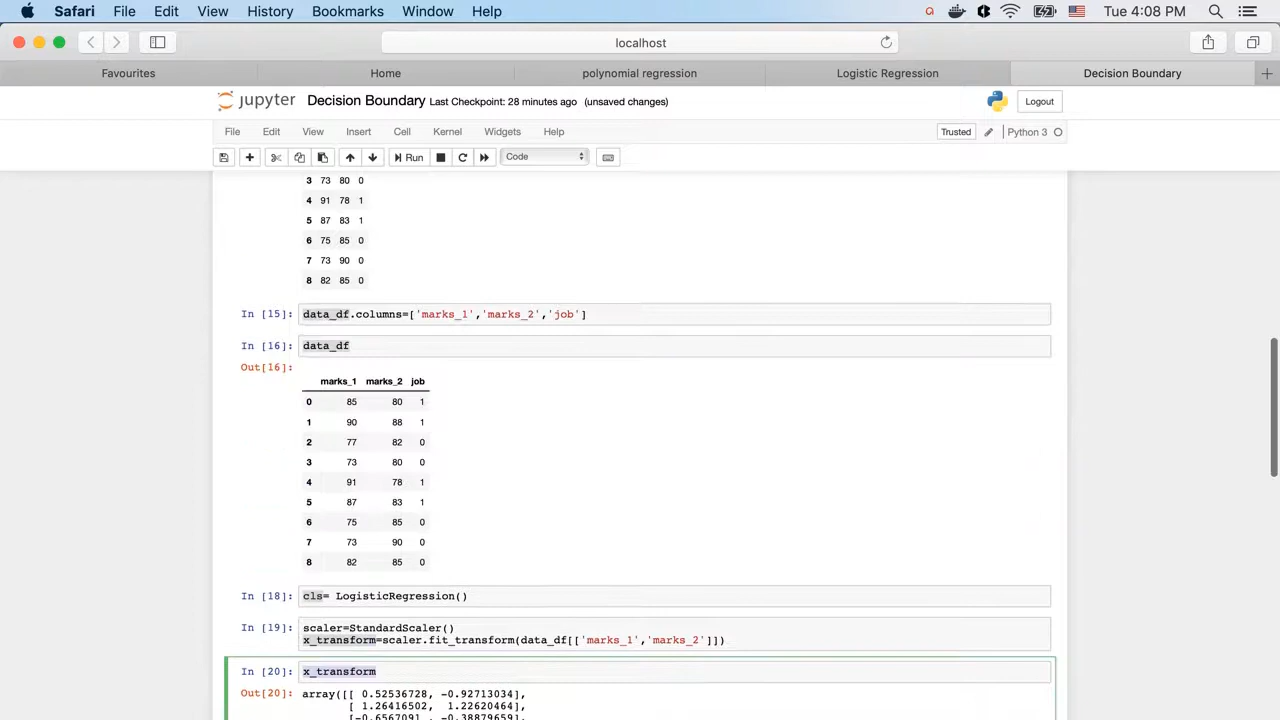 Safari File Edit View History Bookmarks Window Help Tue 4:08 PM
localhost
Favourites Home polynomial regression Logistic Regression Decision Boundary +
jupyter Decision Boundary Last Checkpoint: 28 minutes ago (unsaved changes) Logout
File Edit View Insert Cell Kernel Widgets Help Trusted Python 3
Run Code
3 73 80 0
4 91 78 1
5 87 83 1
6 75 85 0
7 73 90 0
8 82 85 0
In [15]: data_df.columns=['marks_1','marks_2','job']
In [16]: data_df
Out[16]:
marks_1 marks_2 job
0 85 80 1
1 90 88 1
2 77 82 0
3 73 80 0
4 91 78 1
5 87 83 1
6 75 85 0
7 73 90 0
8 82 85 0
In [18]: cls= LogisticRegression()
In [19]: scaler=StandardScaler()
x_transform=scaler.fit_transform(data_df[['marks_1','marks_2']])
In [20]: x_transform
Out[20]: array([[ 0.52536728, -0.92713034],
[ 1.26416502, 1.22620464],
[-0.6567091 , -0.38879659],